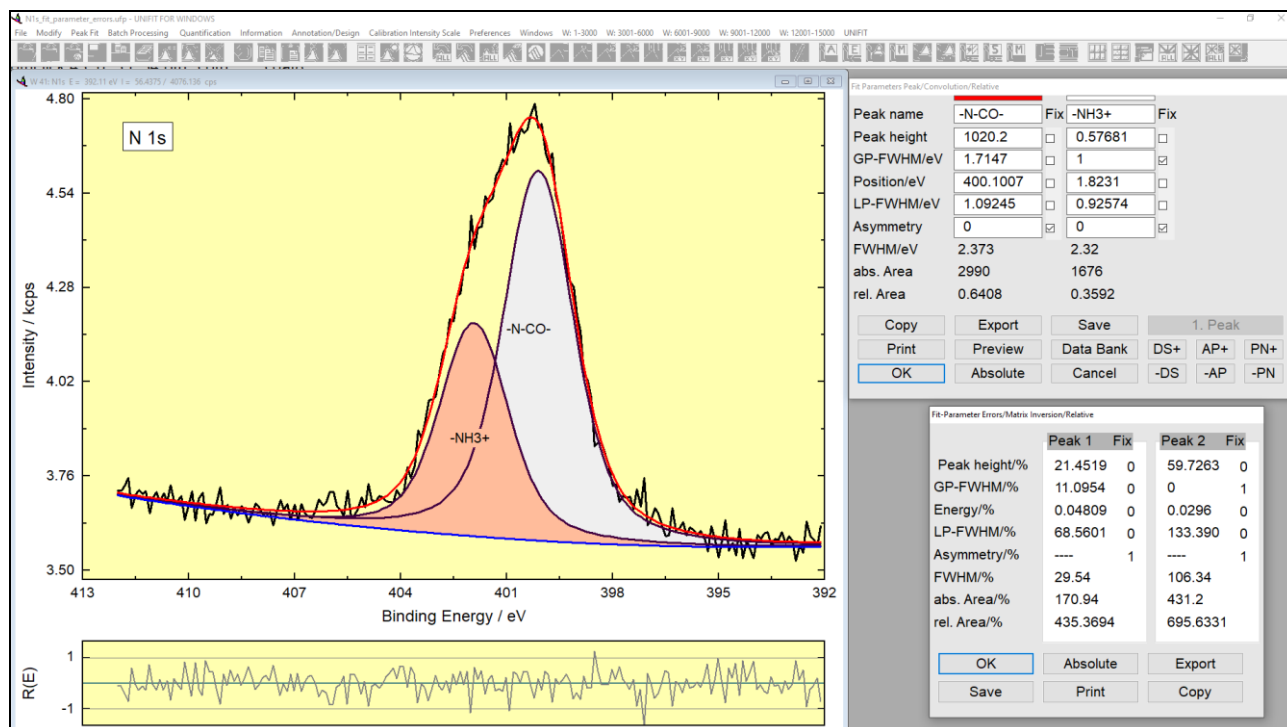 N1s_fit_parameter_errors.ufp - UNIFIT FOR WINDOWS
File Modify Peak Fit Batch Processing Quantification Information Annotation/Design Calibration Intensity Scale Preferences Windows W: 1-3000 W: 3001-6000 W: 6001-9000 W: 9001-12000 W: 12001-15000 UNIFIT
W 41: N1s E = 392.11 eV I = 56.4375 / 4076.136 cps
4.80
N 1s
4.54
4.28
4.02
3.76
3.50
Intensity / kcps
-N-CO-
-NH3+
413 410 407 404 401 398 395 392
Binding Energy / eV
R(E)
1
-1
Fit Parameters Peak/Convolution/Relative
Peak name -N-CO- Fix -NH3+ Fix
Peak height 1020.2 0.57681
GP-FWHM/eV 1.7147 1
Position/eV 400.1007 1.8231
LP-FWHM/eV 1.09245 0.92574
Asymmetry 0 0
FWHM/eV 2.373 2.32
abs. Area 2990 1676
rel. Area 0.6408 0.3592
Copy Export Save 1. Peak
Print Preview Data Bank DS+ AP+ PN+
OK Absolute Cancel -DS -AP -PN
Fit-Parameter Errors/Matrix Inversion/Relative
Peak 1 Fix Peak 2 Fix
Peak height/% 21.4519 0 59.7263 0
GP-FWHM/% 11.0954 0 0 1
Energy/% 0.04809 0 0.0296 0
LP-FWHM/% 68.5601 0 133.390 0
Asymmetry/% ---- 1 ---- 1
FWHM/% 29.54 106.34
abs. Area/% 170.94 431.2
rel. Area/% 435.3694 695.6331
OK Absolute Export
Save Print Copy